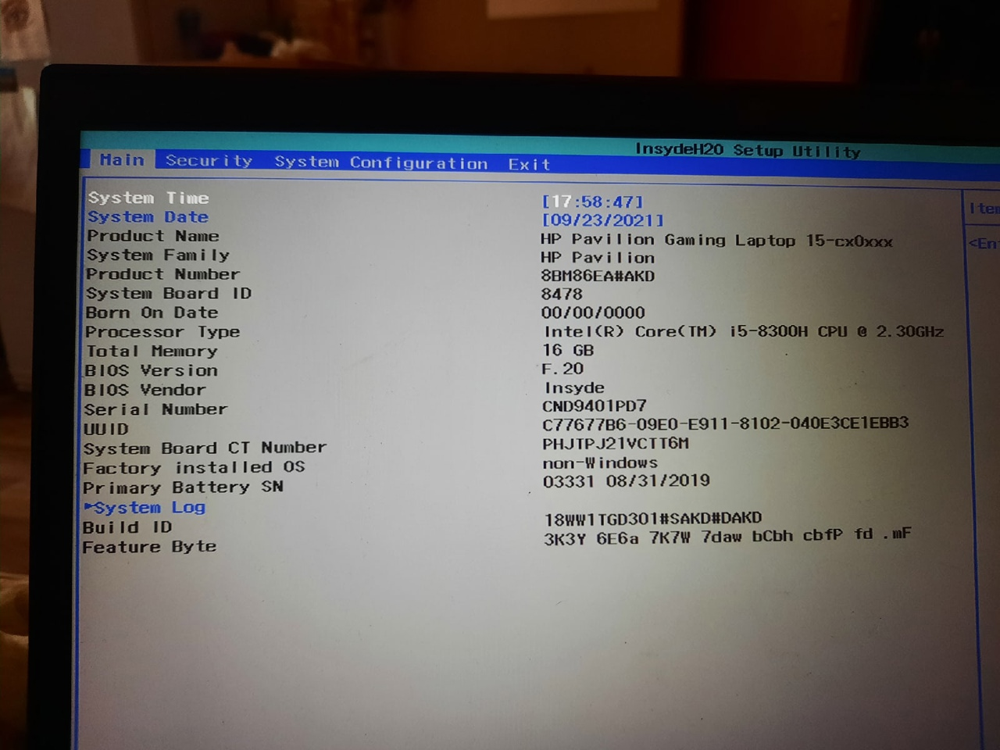 InsydeH20 Setup Utility
Main Security System Configuration Exit
System Time [17:58:47]
System Date [09/23/2021]
Product Name HP Pavilion Gaming Laptop 15-cx0xxx
System Family HP Pavilion
Product Number 8BM86EA#AKD
System Board ID 8478
Born On Date 00/00/0000
Processor Type Intel(R) Core(TM) i5-8300H CPU @ 2.30GHz
Total Memory 16 GB
BIOS Version F.20
BIOS Vendor Insyde
Serial Number CND9401PD7
UUID C77677B6-09E0-E911-8102-040E3CE1EBB3
System Board CT Number PHJTPJ21VCTT6M
Factory installed OS non-Windows
Primary Battery SN 03331 08/31/2019
►System Log
Build ID 18WW1TGD301#SAKD#DAKD
Feature Byte 3K3Y 6E6a 7K7W 7daw bCbh cbfP fd .mF